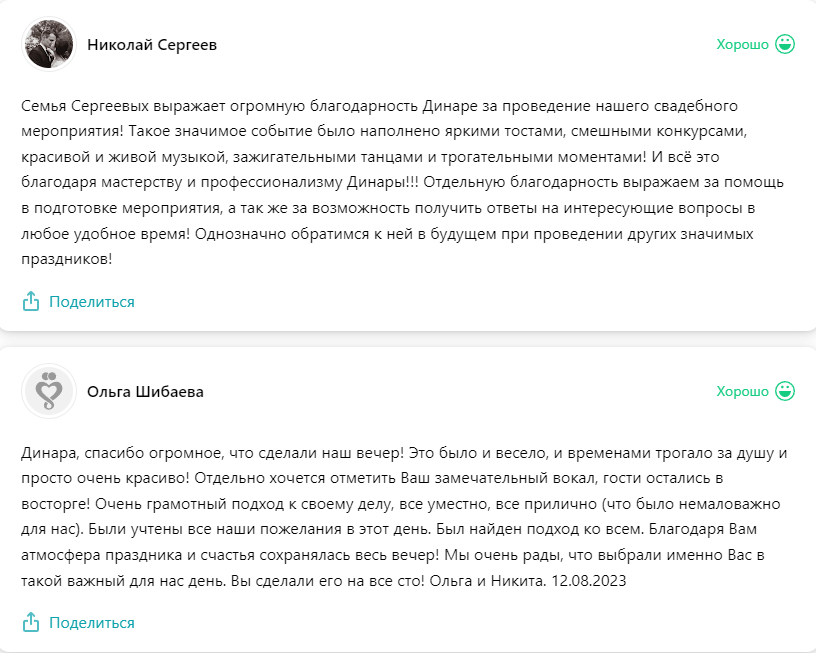 Николай Сергеев
Хорошо
Семья Сергеевых выражает огромную благодарность Динаре за проведение нашего свадебного
мероприятия! Такое значимое событие было наполнено яркими тостами, смешными конкурсами,
красивой и живой музыкой, зажигательными танцами и трогательными моментами! И всё это
благодаря мастерству и профессионализму Динары!!! Отдельную благодарность выражаем за помощь
в подготовке мероприятия, а так же за возможность получить ответы на интересующие вопросы в
любое удобное время! Однозначно обратимся к ней в будущем при проведении других значимых
праздников!
Поделиться
Ольга Шибаева
Хорошо
Динара, спасибо огромное, что сделали наш вечер! Это было и весело, и временами трогало за душу и
просто очень красиво! Отдельно хочется отметить Ваш замечательный вокал, гости остались в
восторге! Очень грамотный подход к своему делу, все уместно, все прилично (что было немаловажно
для нас). Были учтены все наши пожелания в этот день. Был найден подход ко всем. Благодаря Вам
атмосфера праздника и счастья сохранялась весь вечер! Мы очень рады, что выбрали именно Вас в
такой важный для нас день. Вы сделали его на все сто! Ольга и Никита. 12.08.2023
Поделиться